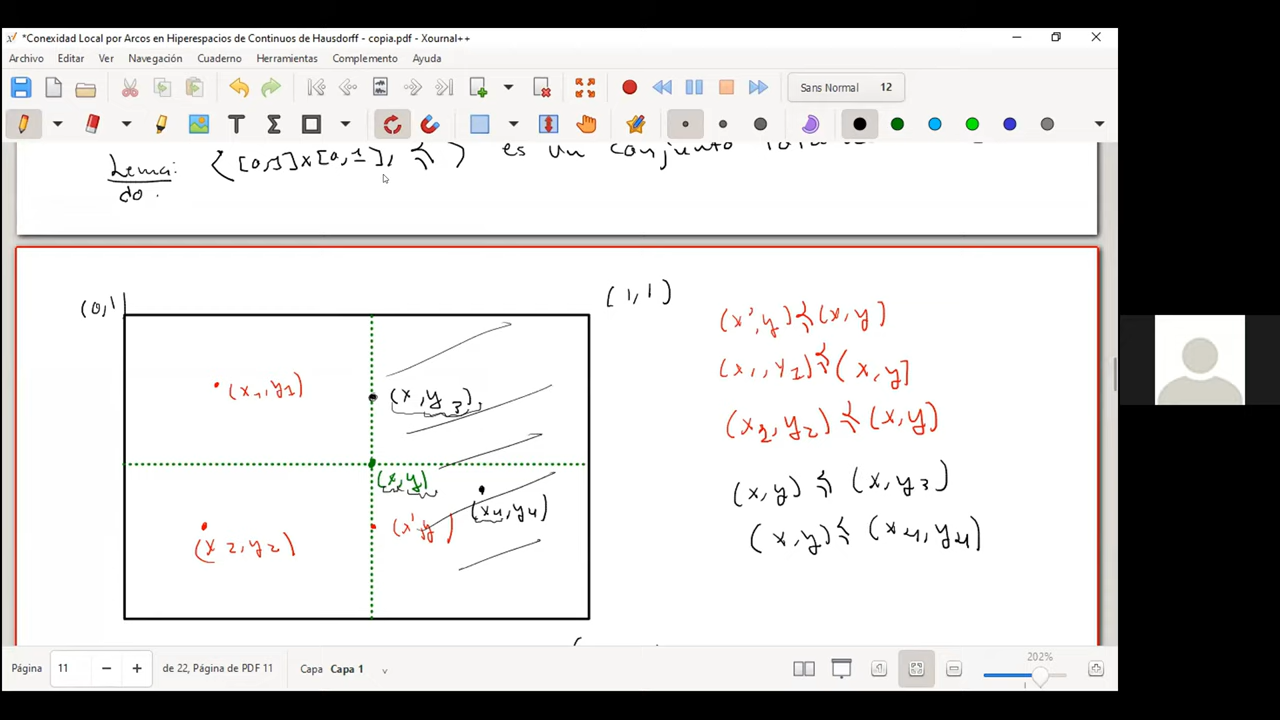 *Conexidad Local por Arcos en Hiperespacios de Continuos de Hausdorff - copia.pdf - Xournal++
Archivo Editar Ver Navegación Cuaderno Herramientas Complemento Ayuda
Sans Normal 12
Lema: ([0,1]x[0,1], ≼) es un conjunto
do.
(0,1) (1,1)
(x',y)≼(x,y)
(x1,y1)≼(x,y]
(x2,y2)≼(x,y)
(x,y)≼(x,y3)
(x,y)≼(x4,y4)
(x1,y1)
(x,y3)
(x,y)
(x4,y4)
(x2,y2)
(x',y)
Página 11 de 22, Página de PDF 11 Capa Capa 1 202%